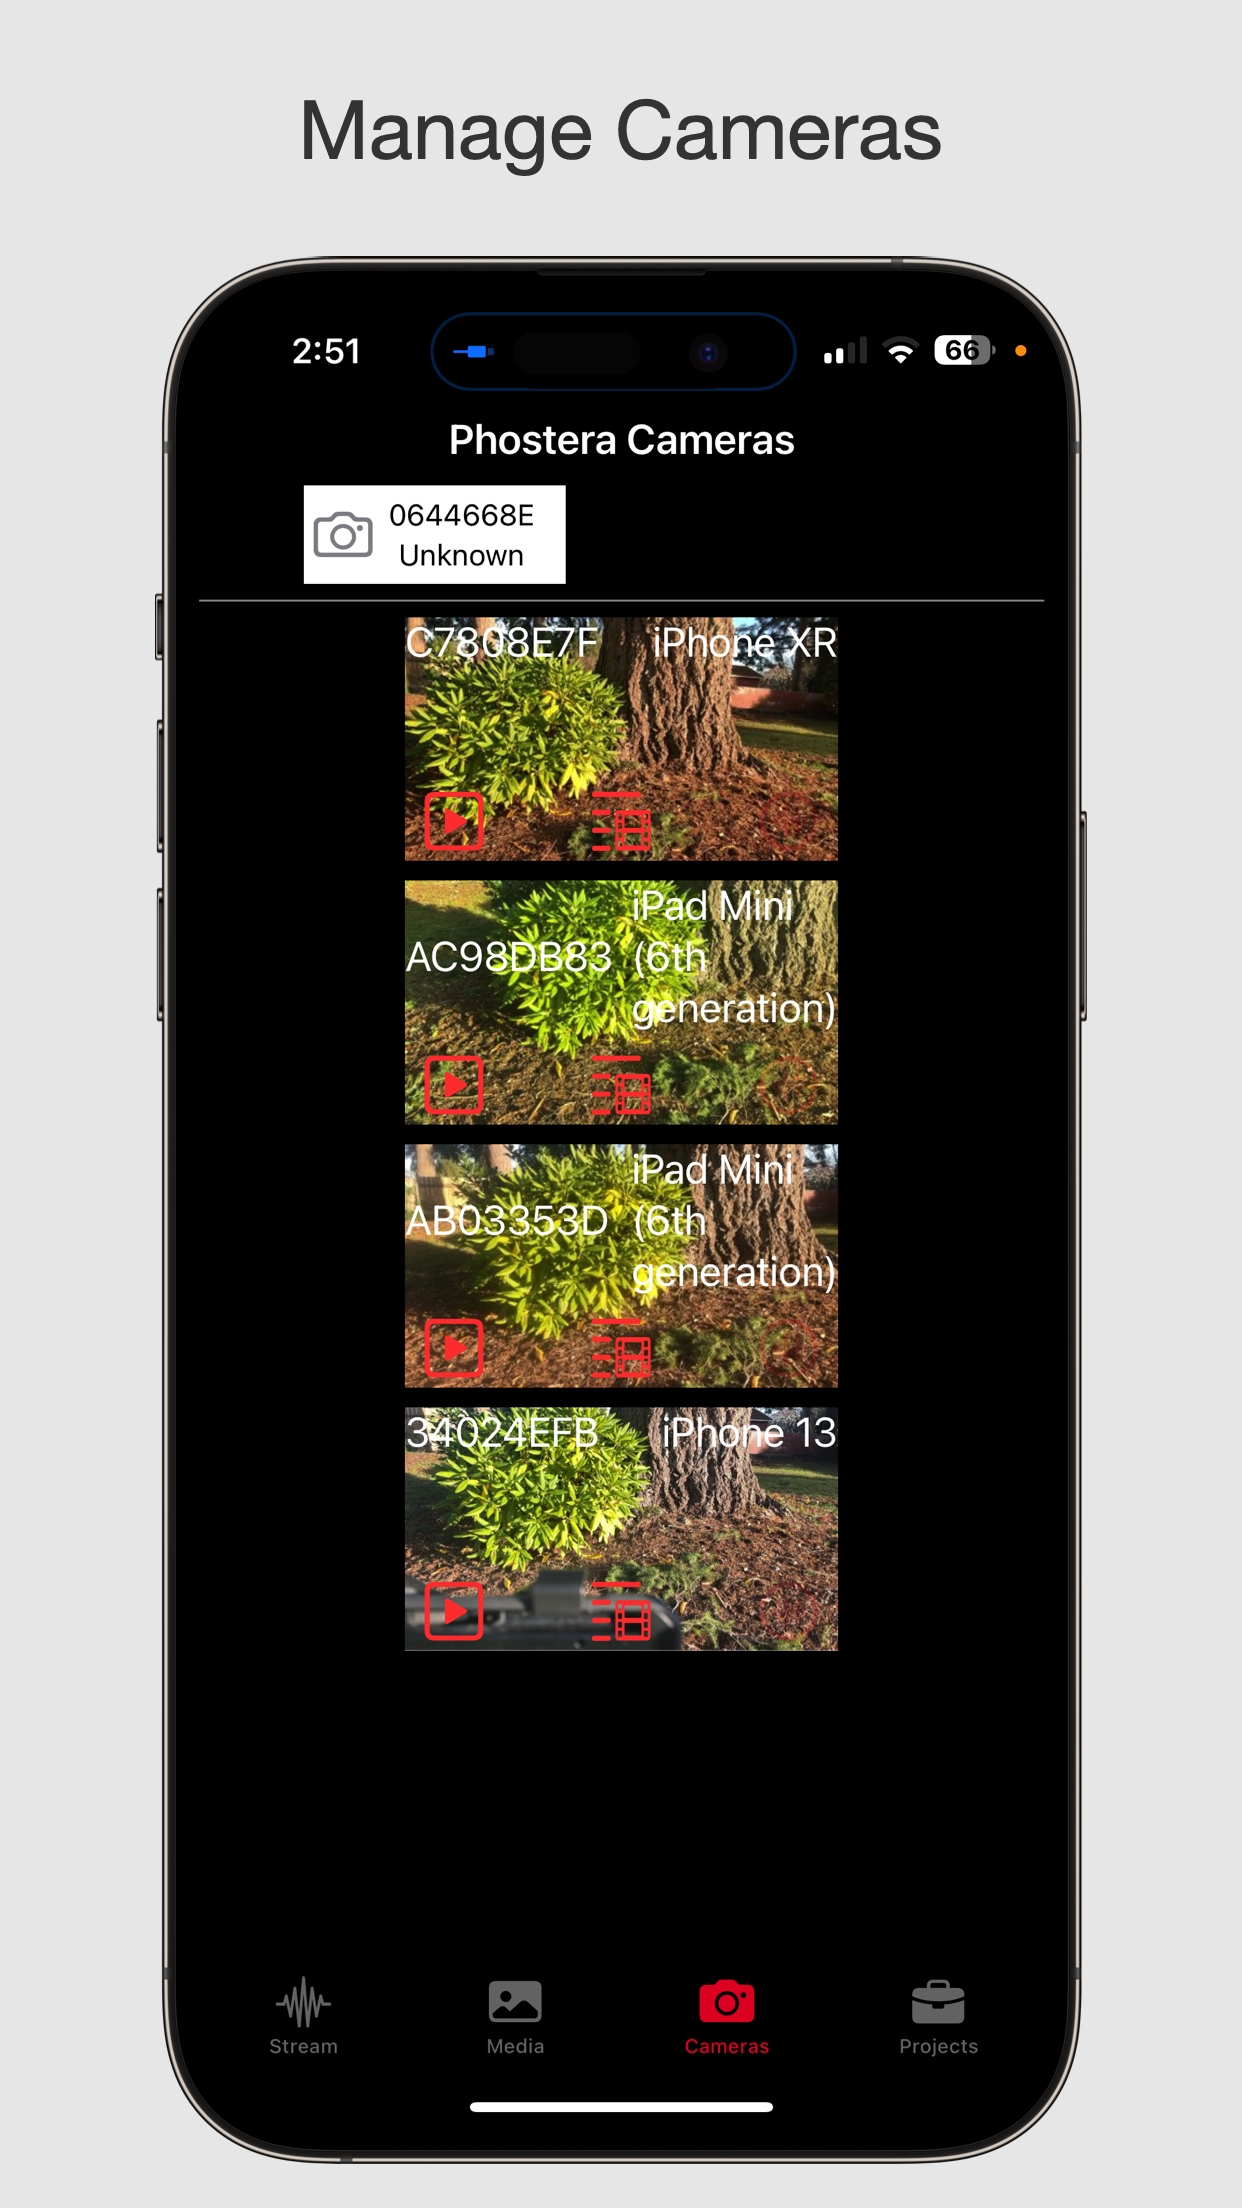 Manage Cameras
2:51
66
Phostera Cameras
0644668E
Unknown
C7808E7F iPhone XR
AC98DB83
iPad Mini
(6th
generation)
AB03353D
iPad Mini
(6th
generation)
34024EFB iPhone 13
Stream Media Cameras Projects